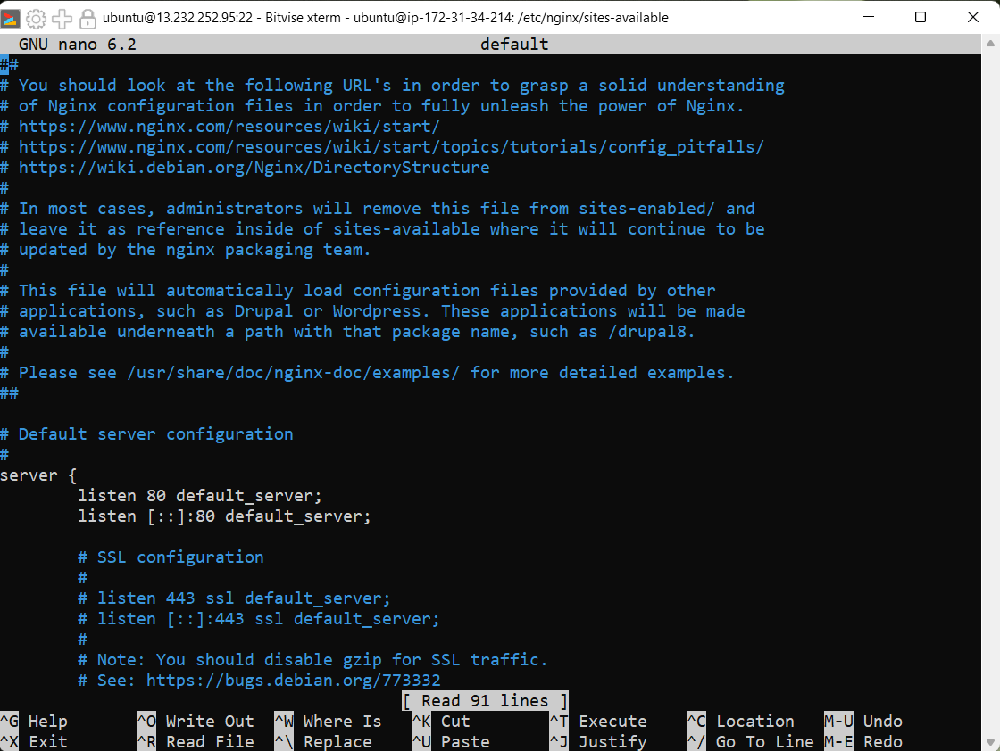 ubuntu@13.232.252.95:22 - Bitvise xterm - ubuntu@ip-172-31-34-214: /etc/nginx/sites-available
GNU nano 6.2 default
##
# You should look at the following URL's in order to grasp a solid understanding
# of Nginx configuration files in order to fully unleash the power of Nginx.
# https://www.nginx.com/resources/wiki/start/
# https://www.nginx.com/resources/wiki/start/topics/tutorials/config_pitfalls/
# https://wiki.debian.org/Nginx/DirectoryStructure
#
# In most cases, administrators will remove this file from sites-enabled/ and
# leave it as reference inside of sites-available where it will continue to be
# updated by the nginx packaging team.
#
# This file will automatically load configuration files provided by other
# applications, such as Drupal or Wordpress. These applications will be made
# available underneath a path with that package name, such as /drupal8.
#
# Please see /usr/share/doc/nginx-doc/examples/ for more detailed examples.
##

# Default server configuration
#
server {
        listen 80 default_server;
        listen [::]:80 default_server;

        # SSL configuration
        #
        # listen 443 ssl default_server;
        # listen [::]:443 ssl default_server;
        #
        # Note: You should disable gzip for SSL traffic.
        # See: https://bugs.debian.org/773332
[ Read 91 lines ]
^G Help ^O Write Out ^W Where Is ^K Cut ^T Execute ^C Location M-U Undo
^X Exit ^R Read File ^\ Replace ^U Paste ^J Justify ^/ Go To Line M-E Redo